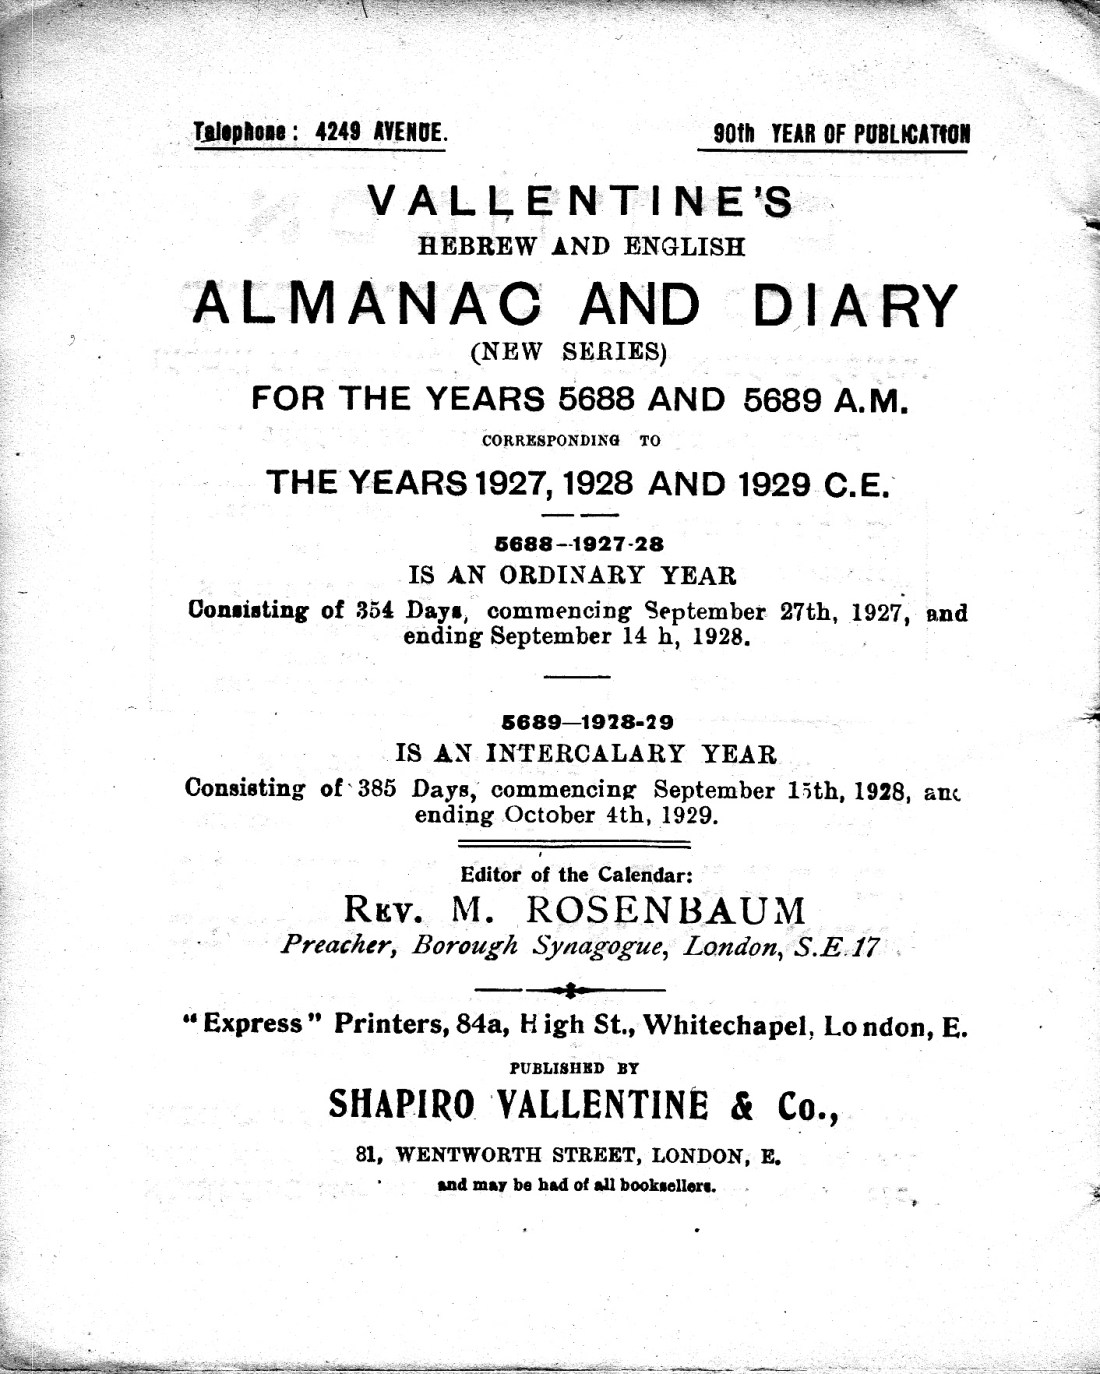 Telephone: 4249 AVENUE.
90th YEAR OF PUBLICATION
VALLENTINE'S
HEBREW AND ENGLISH
ALMANAC AND DIARY
(NEW SERIES)
FOR THE YEARS 5688 AND 5689 A.M.
CORRESPONDING TO
THE YEARS 1927, 1928 AND 1929 C.E.
5688—1927-28
IS AN ORDINARY YEAR
Consisting of 354 Days, commencing September 27th, 1927, and
ending September 14 h, 1928.
5689—1928-29
IS AN INTERCALARY YEAR
Consisting of 385 Days, commencing September 15th, 1928, and
ending October 4th, 1929.
Editor of the Calendar:
REV. M. ROSENBAUM
Preacher, Borough Synagogue, London, S.E.17
"Express" Printers, 84a, High St., Whitechapel, London, E.
PUBLISHED BY
SHAPIRO VALLENTINE & Co.,
81, WENTWORTH STREET, LONDON, E.
and may be had of all booksellers.